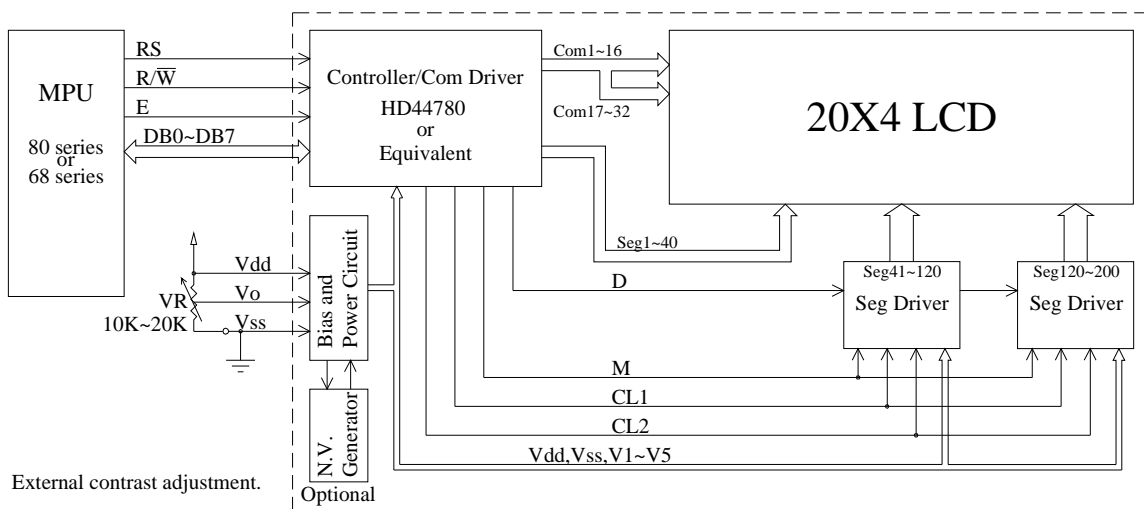 MPU
80 series
or
68 series
RS
R/W̅
E
DB0~DB7
Controller/Com Driver
HD44780
or
Equivalent
Com1~16
Com17~32
20X4 LCD
Seg1~40
Vdd
Vo
Vss
VR
10K~20K
Bias and
Power Circuit
N.V.
Generator
Optional
D
Seg41~120
Seg Driver
Seg120~200
Seg Driver
M
CL1
CL2
Vdd,Vss,V1~V5
External contrast adjustment.